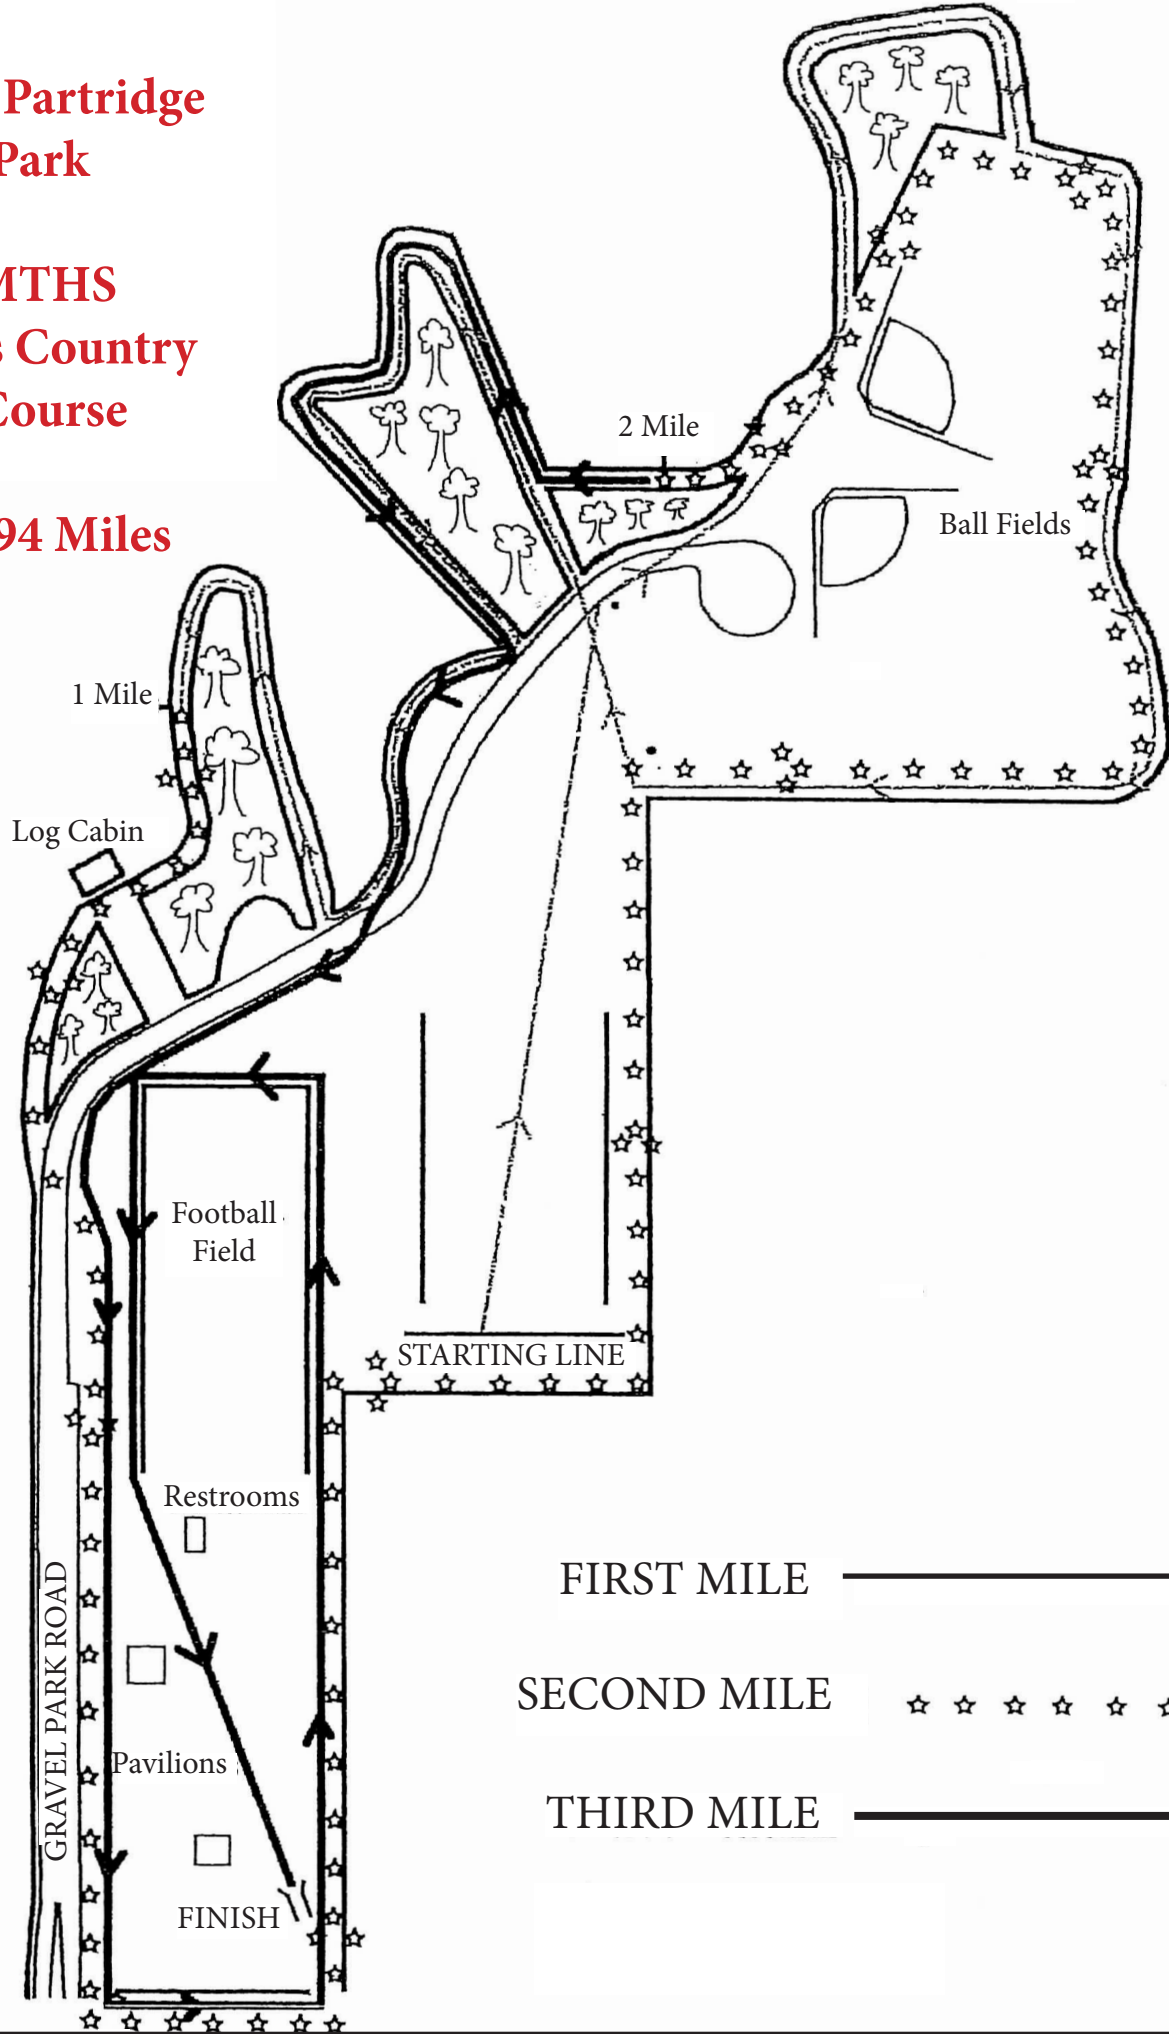 Partridge
Park
MTHS
s Country
Course
94 Miles
2 Mile
Ball Fields
1 Mile
Log Cabin
Football
Field
STARTING LINE
Restrooms
GRAVEL PARK ROAD
Pavilions
FINISH
FIRST MILE
SECOND MILE
THIRD MILE